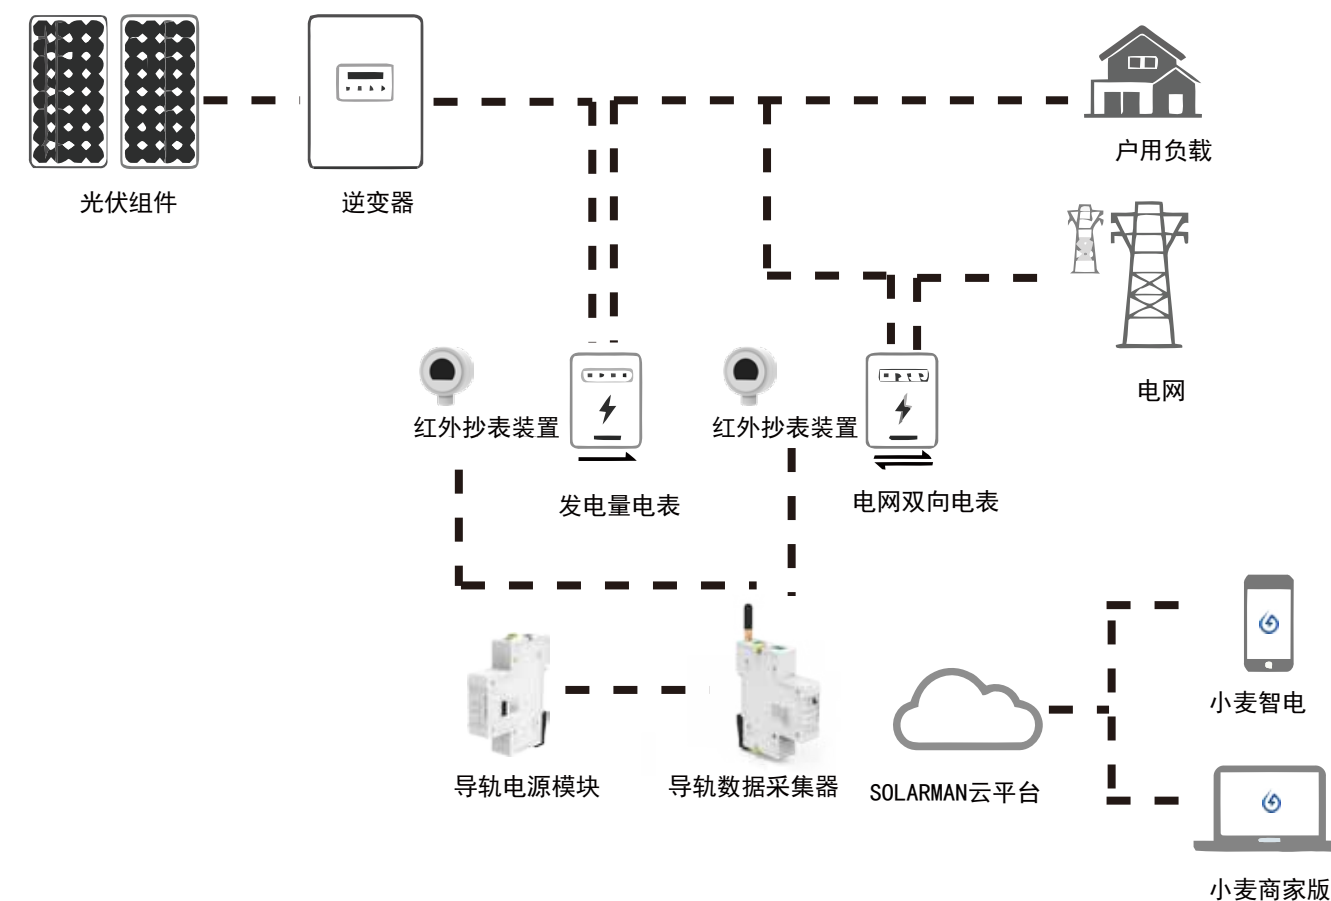 户用负载
光伏组件
逆变器
电网
红外抄表装置
红外抄表装置
发电量电表
电网双向电表
小麦智电
导轨电源模块
导轨数据采集器
SOLARMAN云平台
小麦商家版